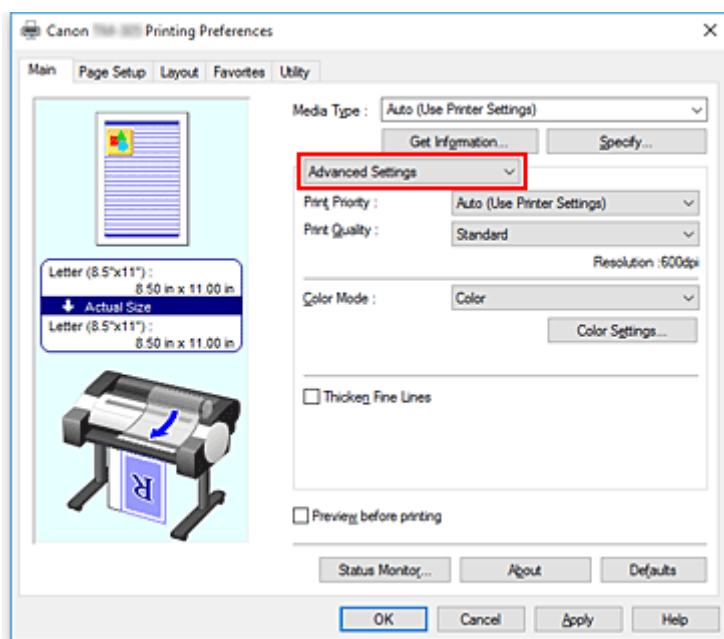 Canon Printing Preferences
Main Page Setup Layout Favorites Utility
Media Type : Auto (Use Printer Settings)
Get Information... Specify...
Advanced Settings
Print Priority : Auto (Use Printer Settings)
Print Quality : Standard
Resolution :600dpi
Color Mode : Color
Color Settings...
Thicken Fine Lines
Letter (8.5"x11") :
8.50 in x 11.00 in
Actual Size
Letter (8.5"x11") :
8.50 in x 11.00 in
R
Preview before printing
Status Monitor... About Defaults
OK Cancel Apply Help